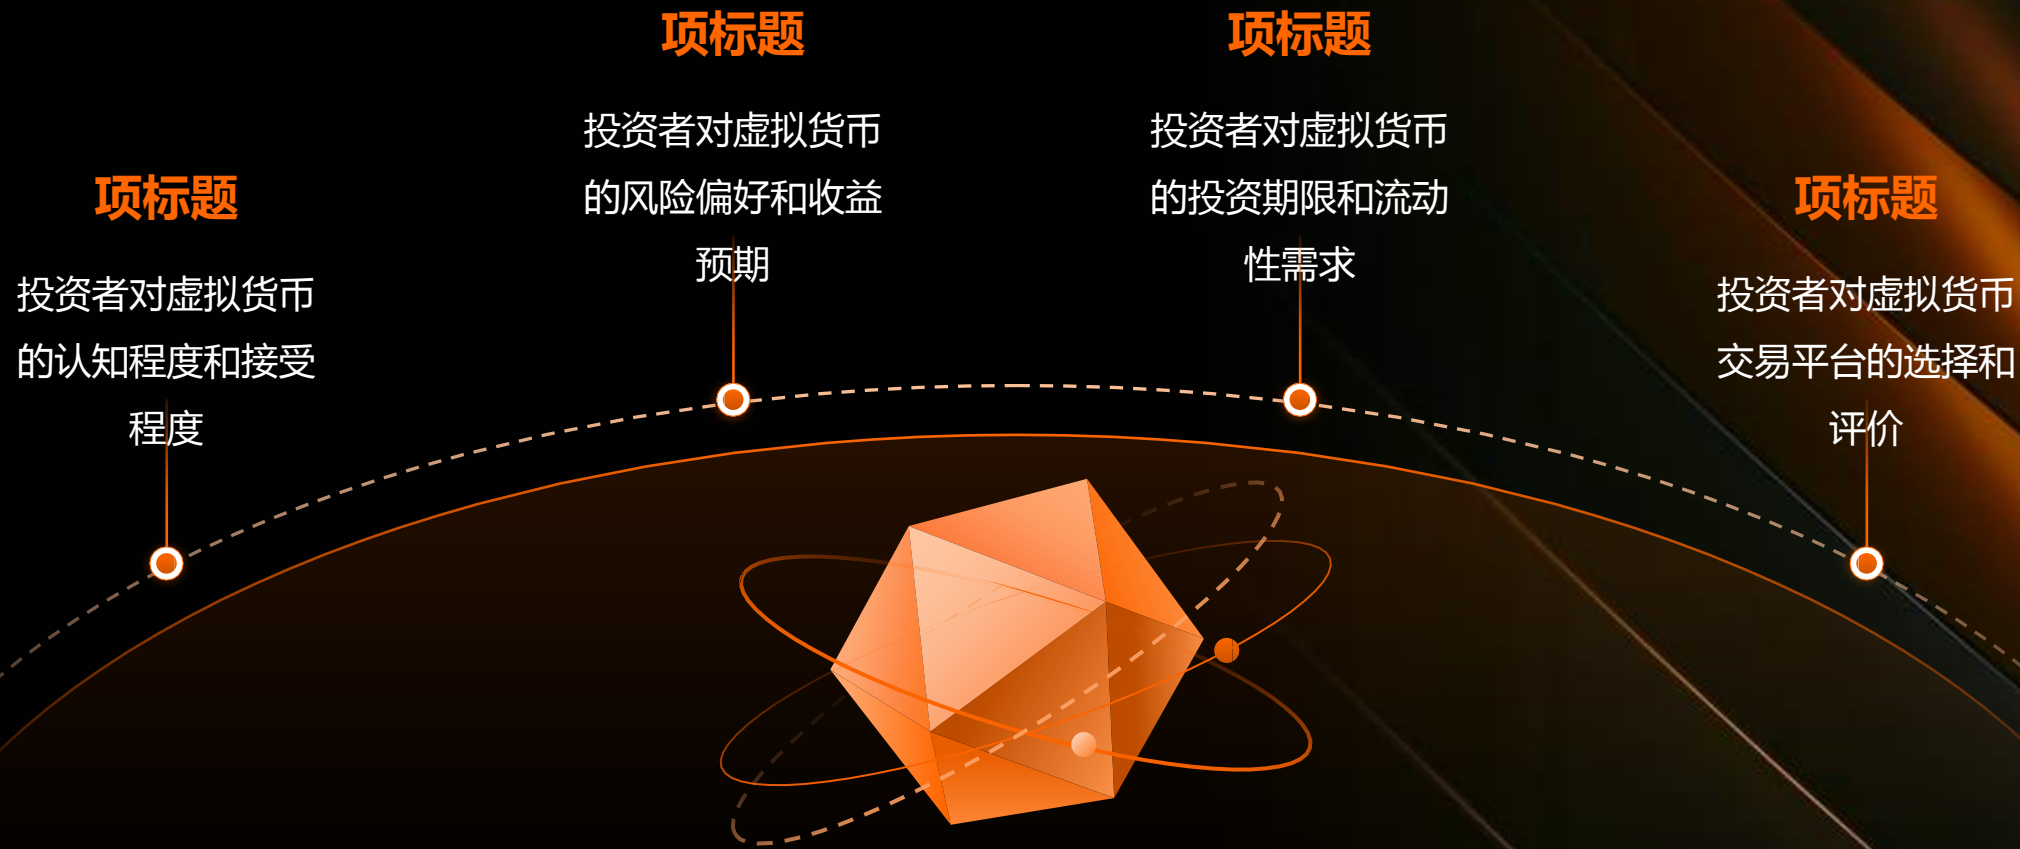 项标题
投资者对虚拟货币
的认知程度和接受
程度
项标题
投资者对虚拟货币
的风险偏好和收益
预期
项标题
投资者对虚拟货币
的投资期限和流动
性需求
项标题
投资者对虚拟货币
交易平台的选择和
评价